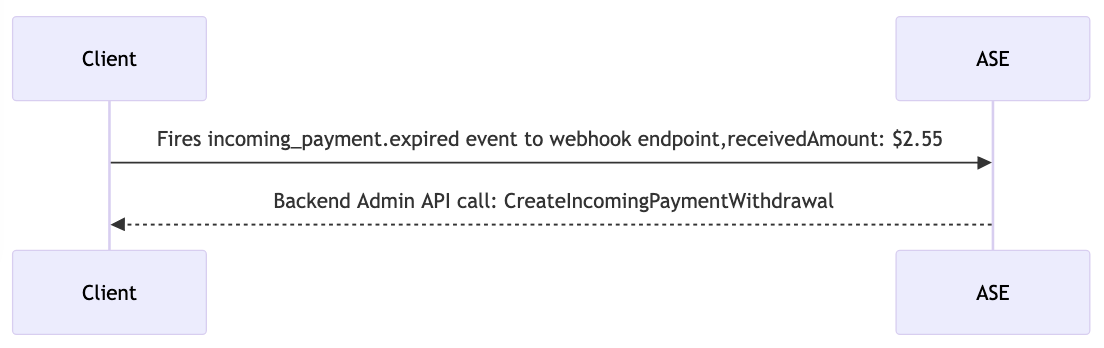 Client
ASE
Fires incoming_payment.expired event to webhook endpoint,receivedAmount: $2.55
Backend Admin API call: CreateIncomingPaymentWithdrawal
Client
ASE